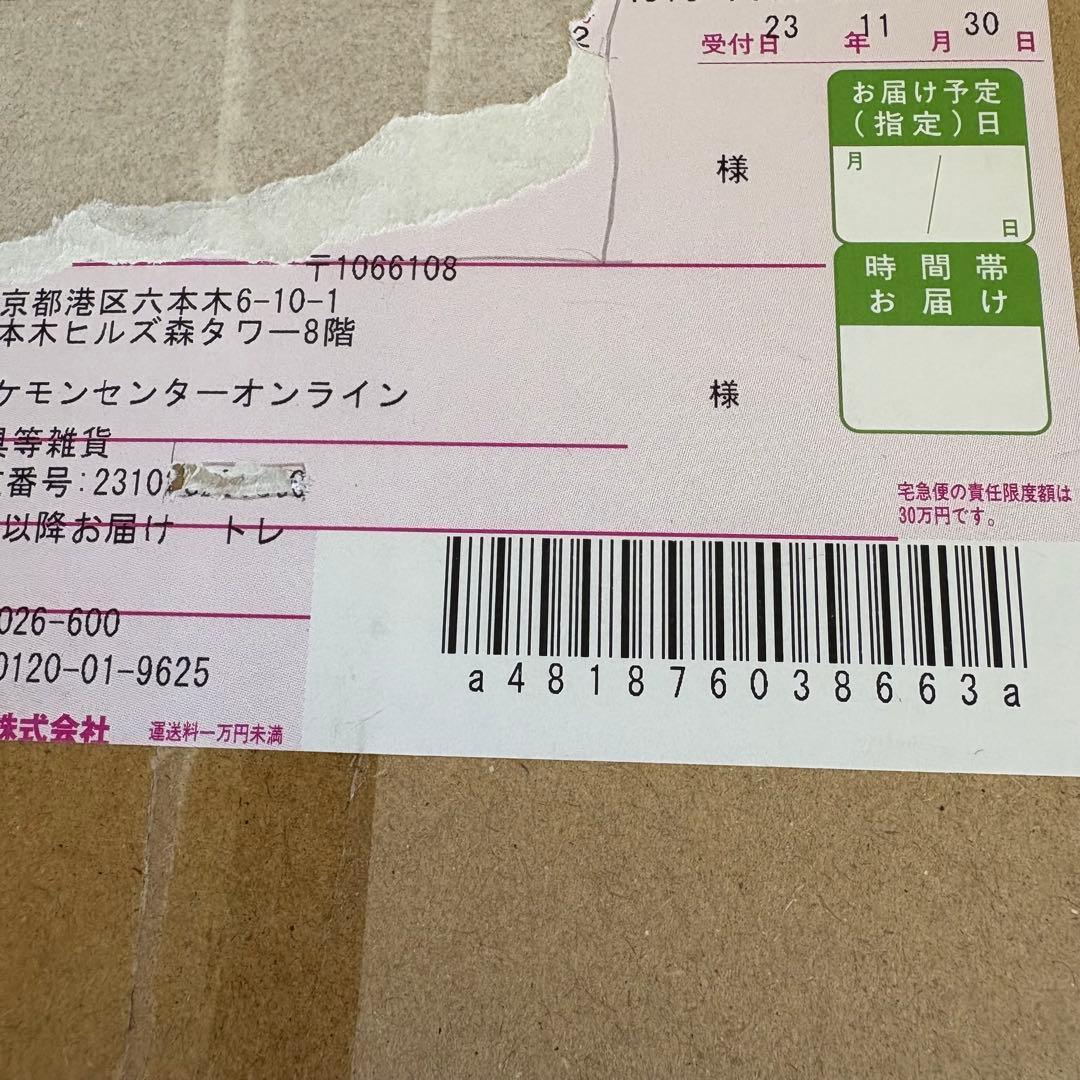 受付日 23 年 11 月 30 日
お届け予定
(指定)日
月 / 日
様
〒1066108
京都港区六本木6-10-1
本木ヒルズ森タワー8階
時間帯
お届け
ケモンセンターオンライン 様
具等雑貨
番号:2310
宅急便の責任限度額は
30万円です。
以降お届け トレ
026-600
0120-01-9625
a481876038663a
株式会社 運送料一万円未満